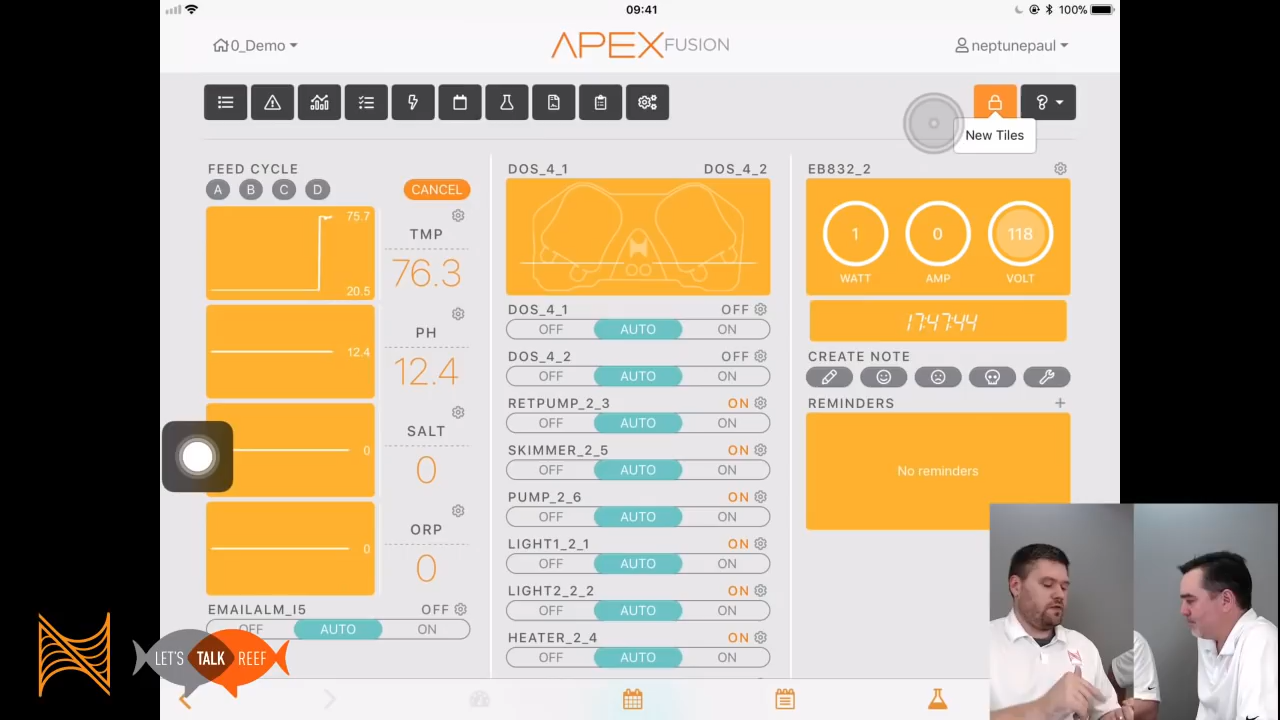 09:41
100%
0_Demo
APEX FUSION
neptunepaul
?
New Tiles
FEED CYCLE
A B C D CANCEL
75.7
20.5
TMP
76.3
12.4
PH
12.4
0
SALT
0
0
ORP
0
EMAILALM_I5 OFF
OFF AUTO ON
DOS_4_1 DOS_4_2
DOS_4_1 OFF
OFF AUTO ON
DOS_4_2 OFF
OFF AUTO ON
RETPUMP_2_3 ON
OFF AUTO ON
SKIMMER_2_5 ON
OFF AUTO ON
PUMP_2_6 ON
OFF AUTO ON
LIGHT1_2_1 ON
OFF AUTO ON
LIGHT2_2_2 ON
OFF AUTO ON
HEATER_2_4 ON
OFF AUTO ON
EB832_2
1 0 118
WATT AMP VOLT
17:47:44
CREATE NOTE
REMINDERS +
No reminders
LET'S TALK REEF